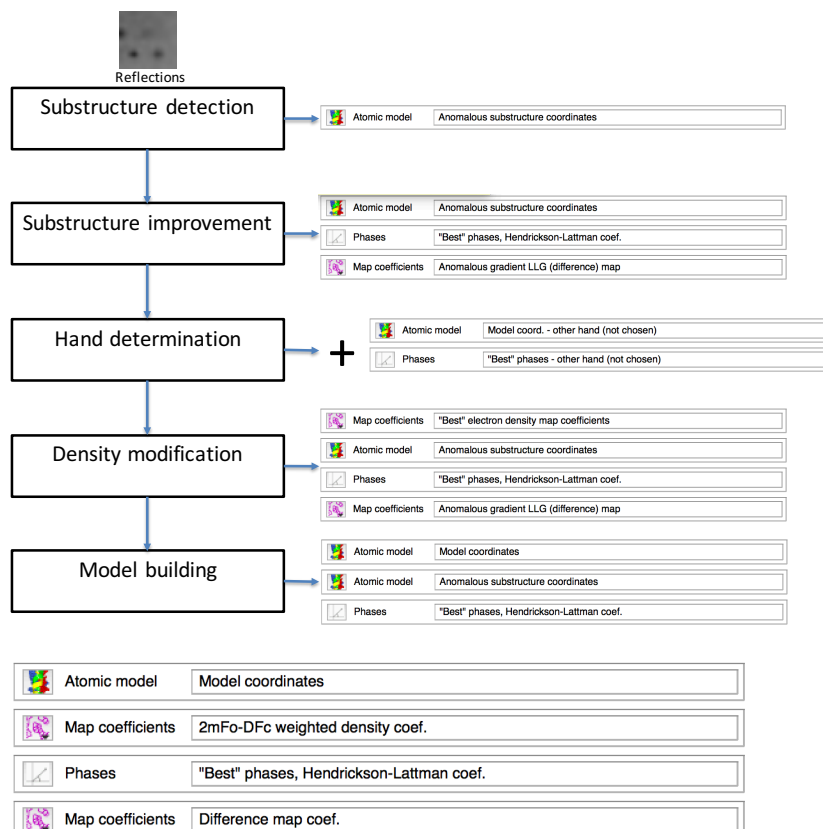 Reflections
Substructure detection
Atomic model Anomalous substructure coordinates
Substructure improvement
Atomic model Anomalous substructure coordinates
Phases "Best" phases, Hendrickson-Lattman coef.
Map coefficients Anomalous gradient LLG (difference) map
Hand determination
+
Atomic model Model coord. - other hand (not chosen)
Phases "Best" phases - other hand (not chosen)
Density modification
Map coefficients "Best" electron density map coefficients
Atomic model Anomalous substructure coordinates
Phases "Best" phases, Hendrickson-Lattman coef.
Map coefficients Anomalous gradient LLG (difference) map
Model building
Atomic model Model coordinates
Atomic model Anomalous substructure coordinates
Phases "Best" phases, Hendrickson-Lattman coef.
Atomic model Model coordinates
Map coefficients 2mFo-DFc weighted density coef.
Phases "Best" phases, Hendrickson-Lattman coef.
Map coefficients Difference map coef.